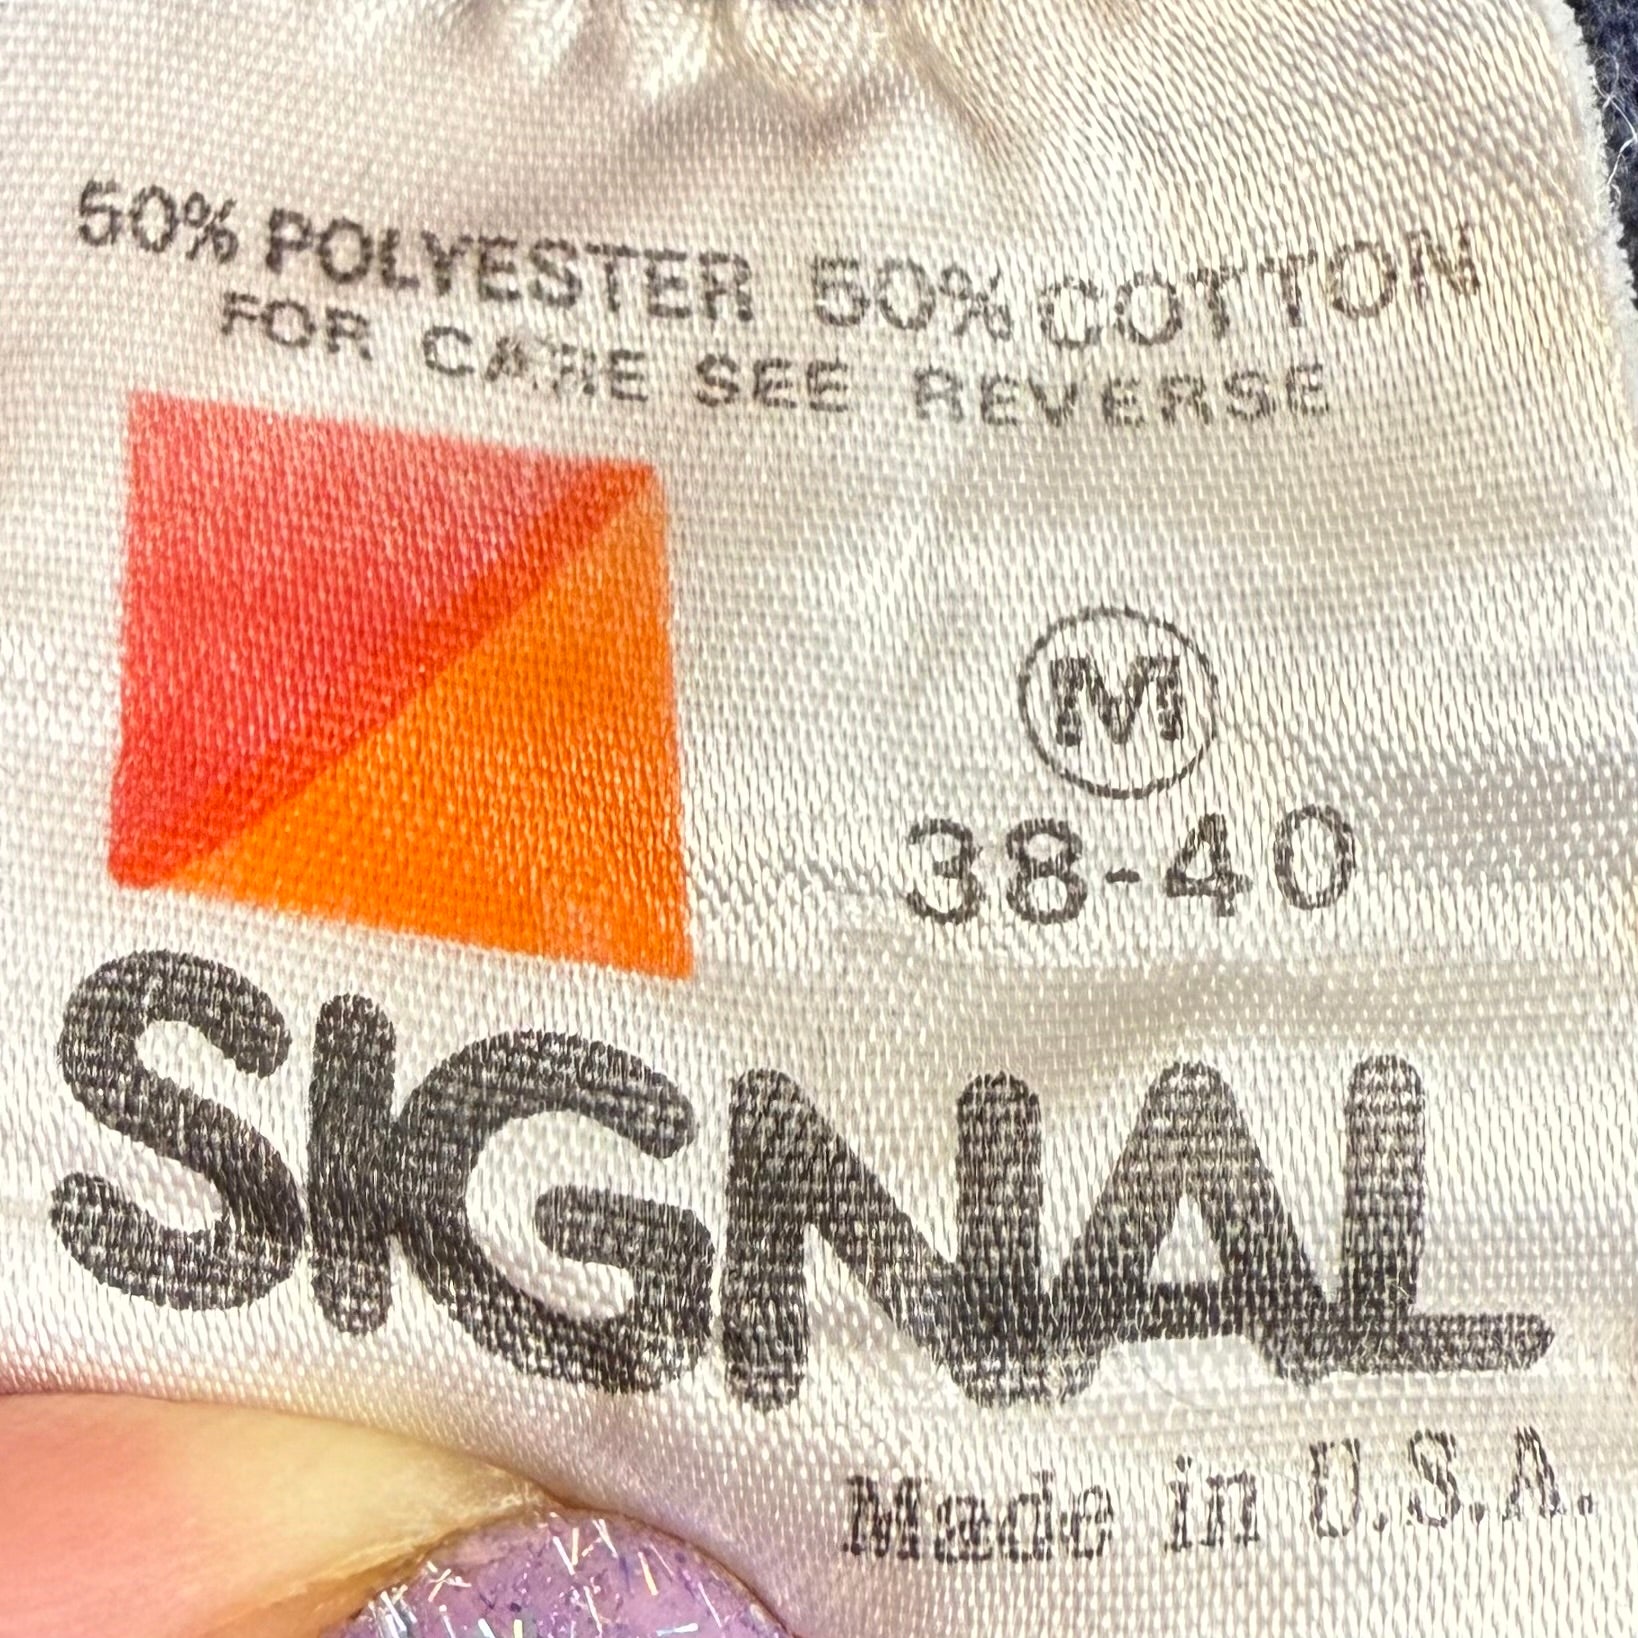 50% POLYESTER 50% COTTON
FOR CARE SEE REVERSE
M
38-40
SIGNAL
Made in U.S.A.